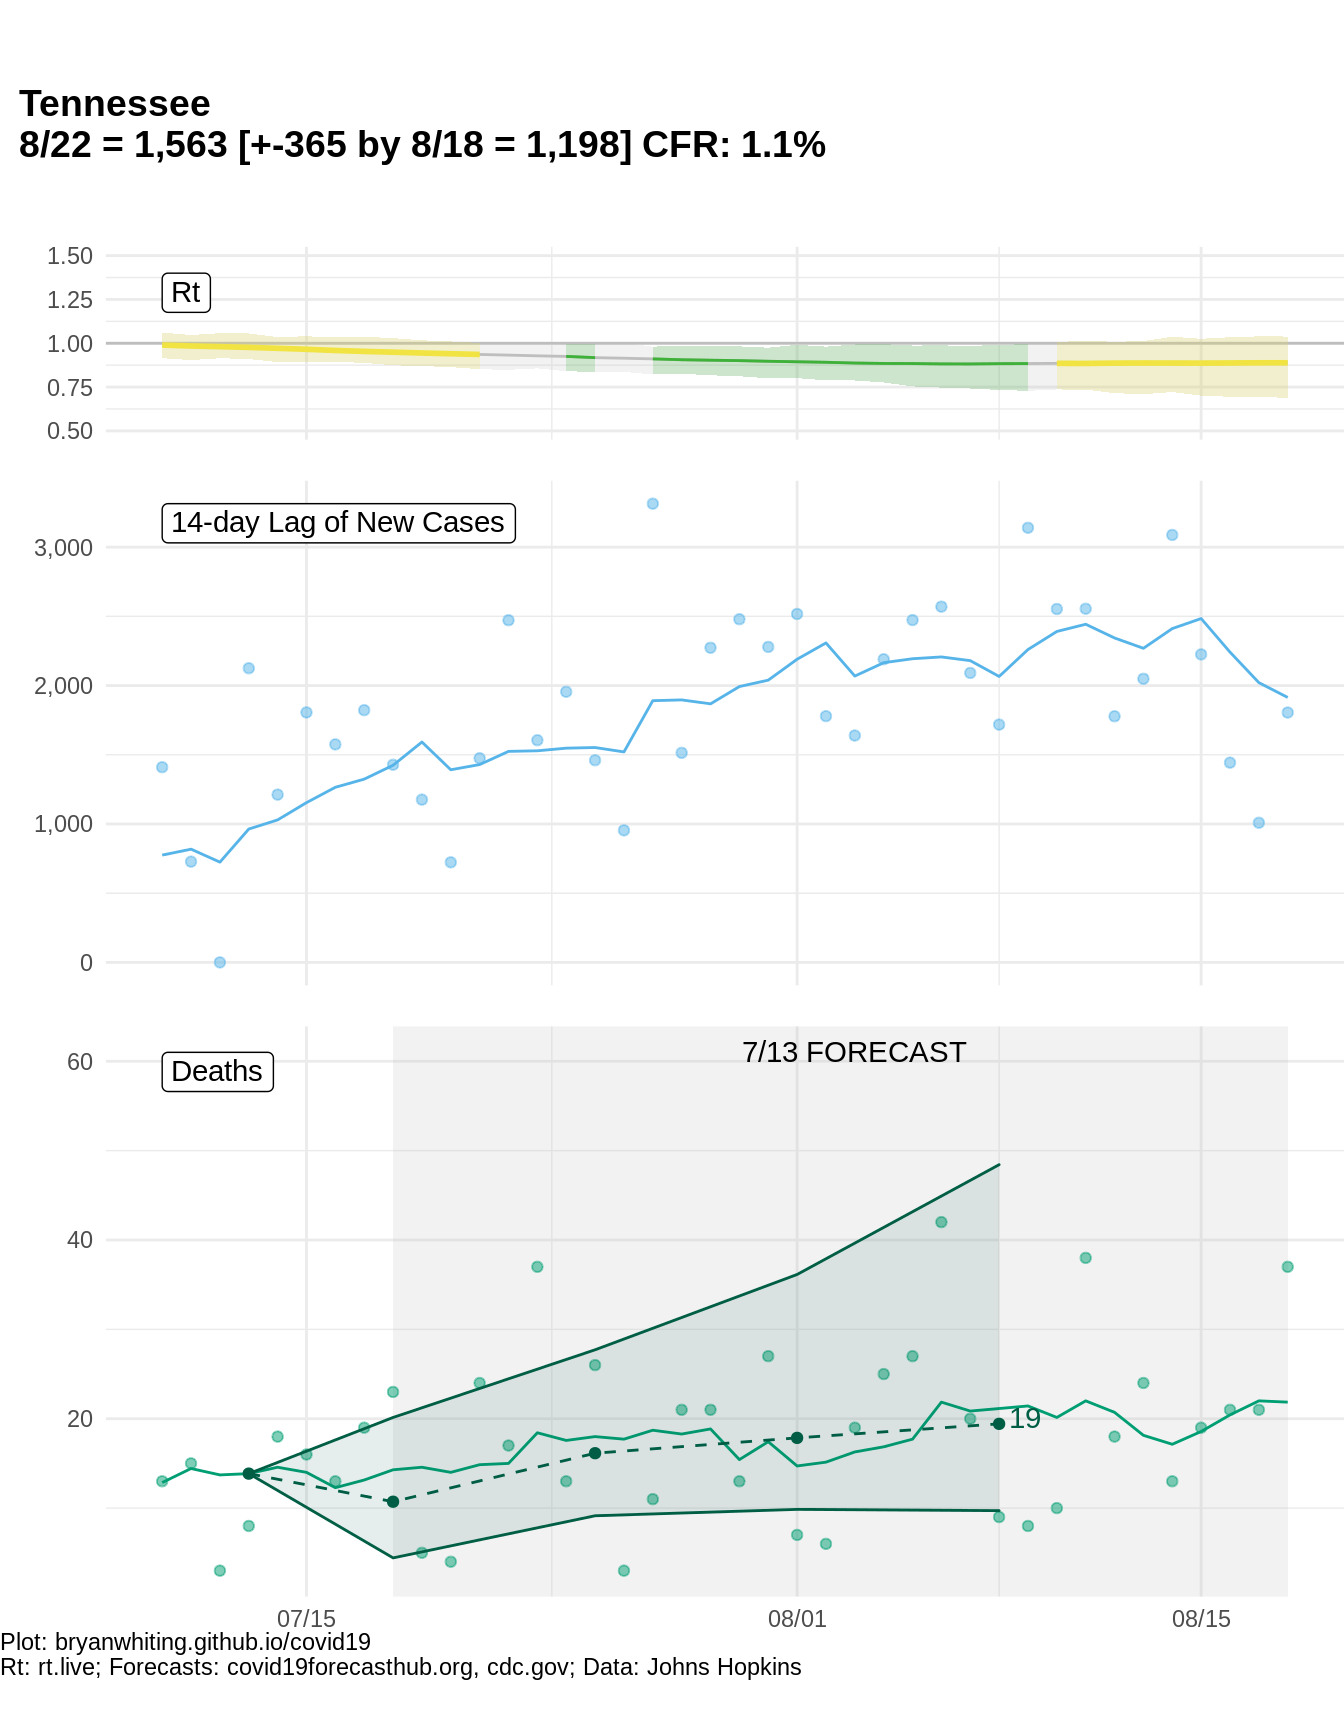 Tennessee
8/22 = 1,563 [+-365 by 8/18 = 1,198] CFR: 1.1%
1.50
Rt
1.25
1.00
0.75
0.50
14-day Lag of New Cases
3,000
2,000
1,000
0
7/13 FORECAST
60
Deaths
40
20
19
07/15
08/01
08/15
Plot: bryanwhiting.github.io/covid19
Rt: rt.live; Forecasts: covid19forecasthub.org, cdc.gov; Data: Johns Hopkins